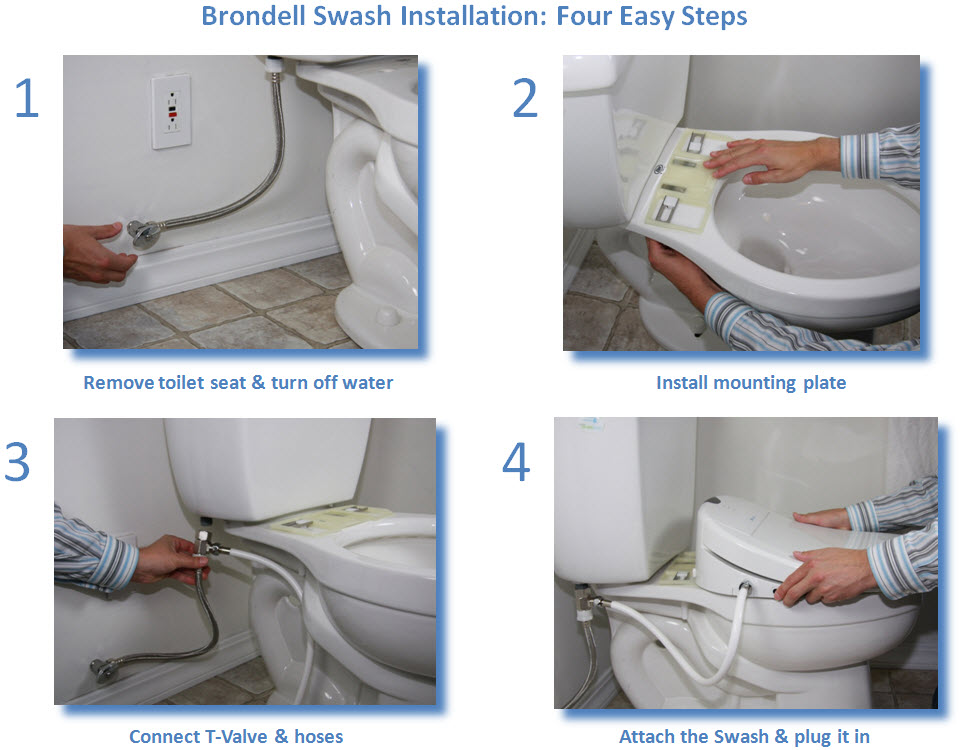 Brondell Swash Installation: Four Easy Steps
1
2
Remove toilet seat & turn off water
Install mounting plate
3
4
Connect T-Valve & hoses
Attach the Swash & plug it in